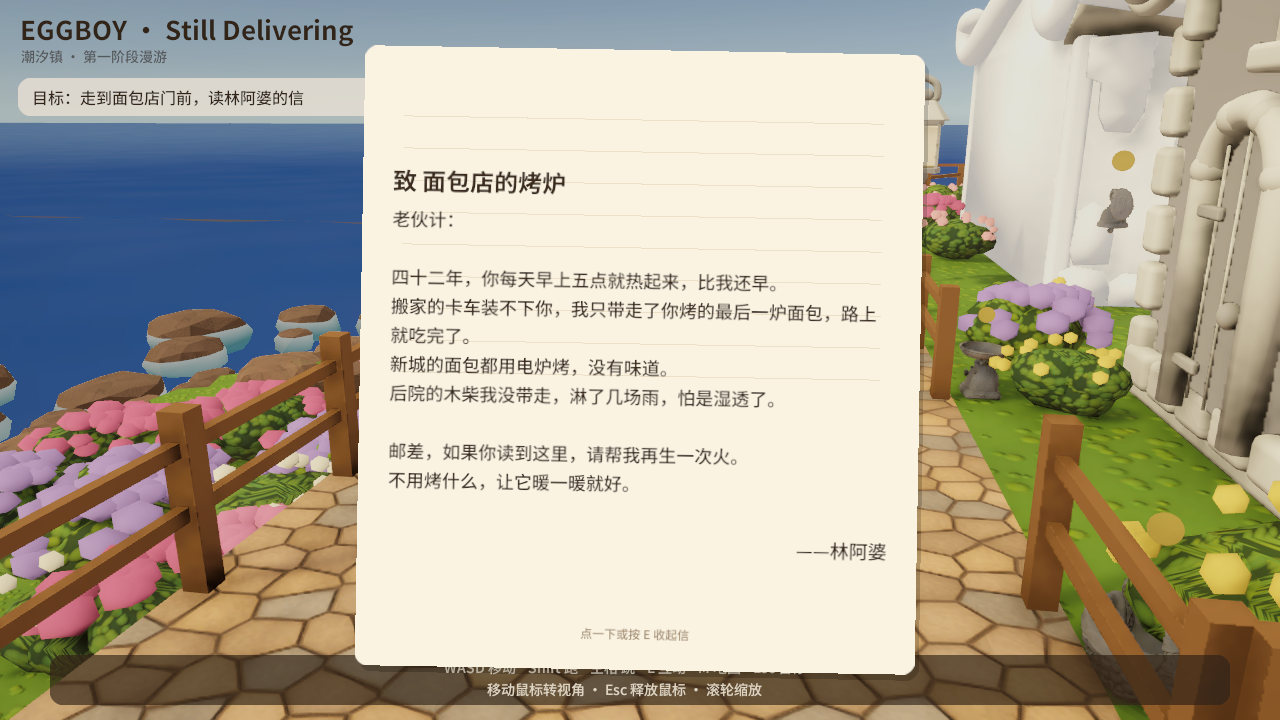 EGGBOY · Still Delivering
潮汐镇 · 第一阶段漫游
目标：走到面包店门前，读林阿婆的信
致 面包店的烤炉
老伙计：
四十二年，你每天早上五点就热起来，比我还早。
搬家的卡车装不下你，我只带走了你烤的最后一炉面包，路上
就吃完了。
新城的面包都用电炉烤，没有味道。
后院的木柴我没带走，淋了几场雨，怕是湿透了。
邮差，如果你读到这里，请帮我再生一次火。
不用烤什么，让它暖一暖就好。
——林阿婆
点一下或按 E 收起信
WASD 移动
移动鼠标转视角 · Esc 释放鼠标 · 滚轮缩放